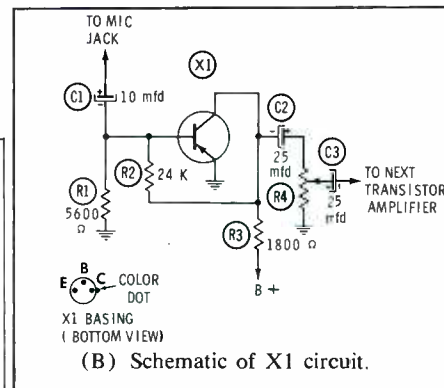 TO MIC
JACK
X1
C1
10 mfd
C2
C3
25
mfd
R2
24 K
R1
5600
Ω
R4
25
mfd
TO NEXT
TRANSISTOR
AMPLIFIER
R3
1800 Ω
B +
B
E
C
COLOR
DOT
X1 BASING
( BOTTOM VIEW)
(B) Schematic of X1 circuit.